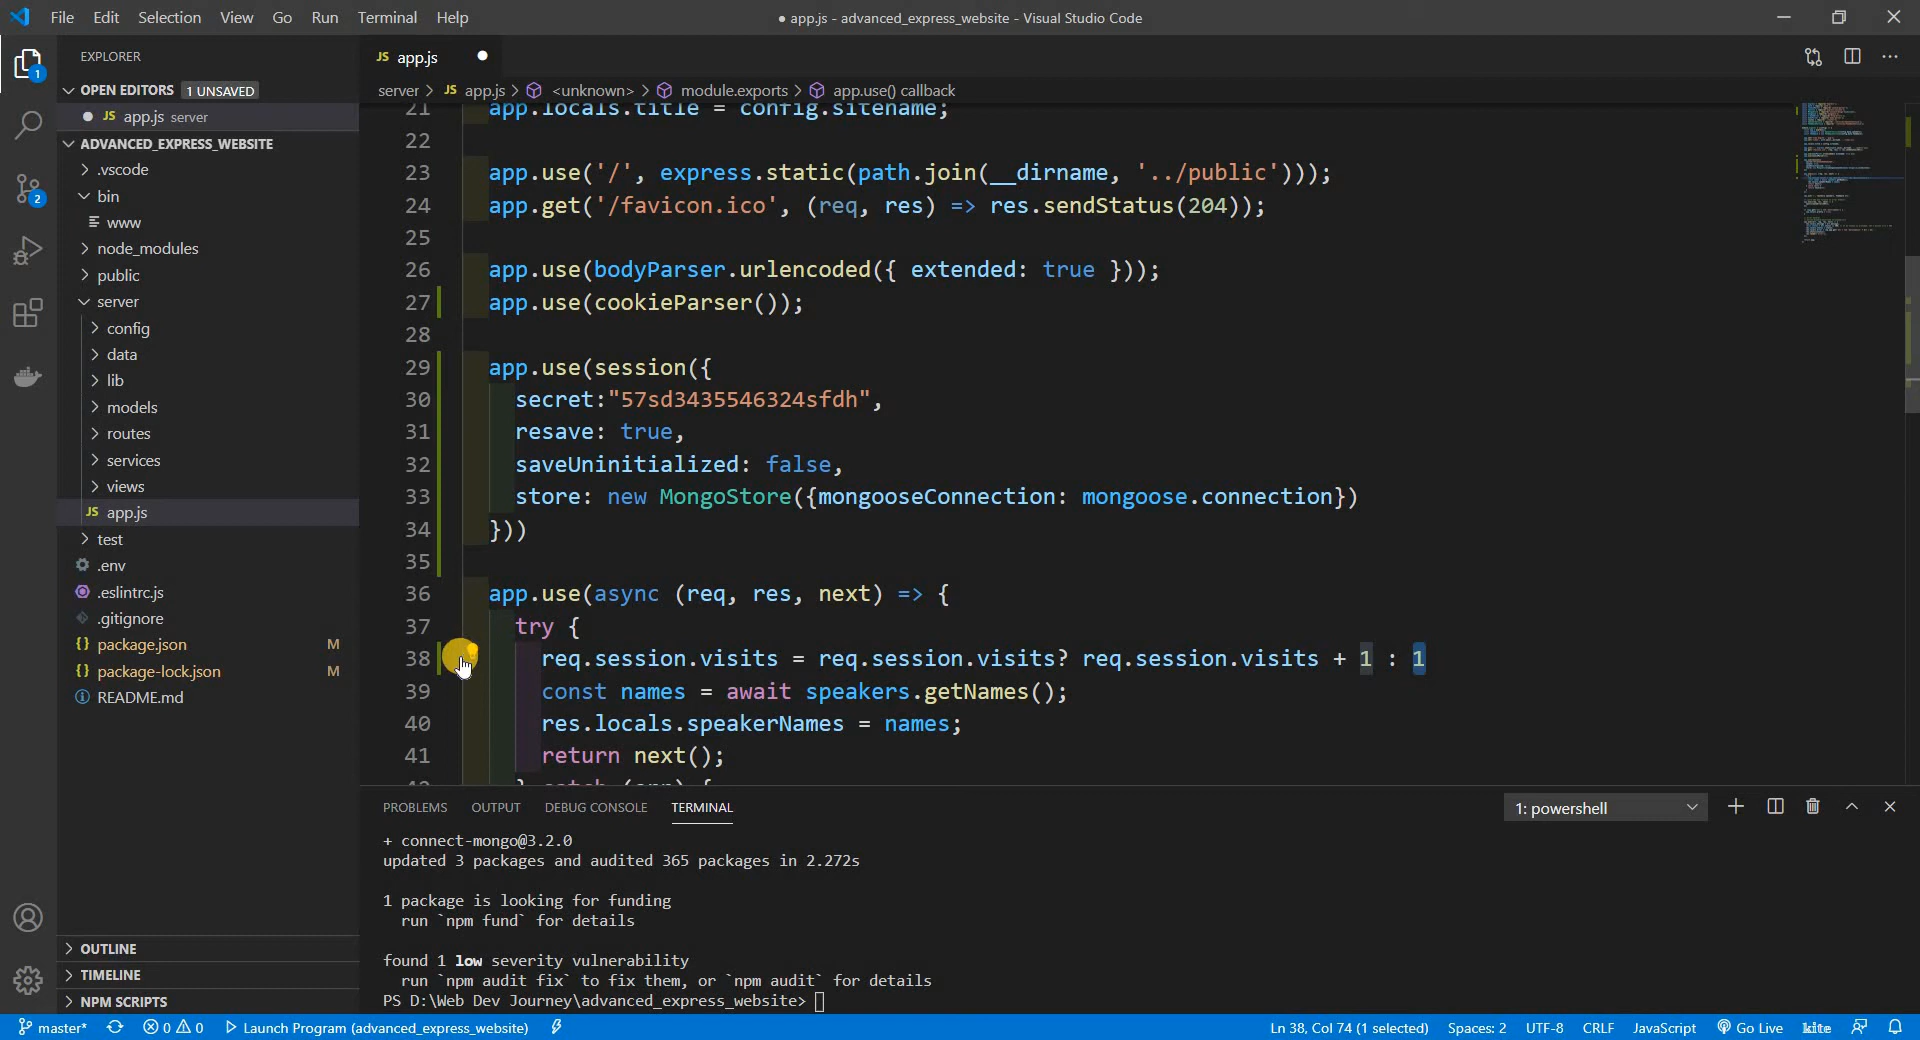 File Edit Selection View Go Run Terminal Help
● app.js - advanced_express_website - Visual Studio Code
EXPLORER
OPEN EDITORS 1 UNSAVED
JS app.js server
ADVANCED_EXPRESS_WEBSITE
.vscode
bin
www
node_modules
public
server
config
data
lib
models
routes
services
views
JS app.js
test
.env
.eslintrc.js
.gitignore
{} package.json M
{} package-lock.json M
README.md
OUTLINE
TIMELINE
NPM SCRIPTS
1
2
JS app.js
server > JS app.js > <unknown> > module.exports > app.use() callback
21 app.locals.title = config.sitename;
22
23 app.use('/', express.static(path.join(__dirname, '../public')));
24 app.get('/favicon.ico', (req, res) => res.sendStatus(204));
25
26 app.use(bodyParser.urlencoded({ extended: true }));
27 app.use(cookieParser());
28
29 app.use(session({
30 secret:"57sd3435546324sfdh",
31 resave: true,
32 saveUninitialized: false,
33 store: new MongoStore({mongooseConnection: mongoose.connection})
34 }))
35
36 app.use(async (req, res, next) => {
37 try {
38 req.session.visits = req.session.visits? req.session.visits + 1 : 1
39 const names = await speakers.getNames();
40 res.locals.speakerNames = names;
41 return next();
PROBLEMS OUTPUT DEBUG CONSOLE TERMINAL
1: powershell
+ connect-mongo@3.2.0
updated 3 packages and audited 365 packages in 2.272s
1 package is looking for funding
run `npm fund` for details
found 1 low severity vulnerability
run `npm audit fix` to fix them, or `npm audit` for details
PS D:\Web Dev Journey\advanced_express_website>
master* 0 0 Launch Program (advanced_express_website)
Ln 38, Col 74 (1 selected) Spaces: 2 UTF-8 CRLF JavaScript Go Live kite